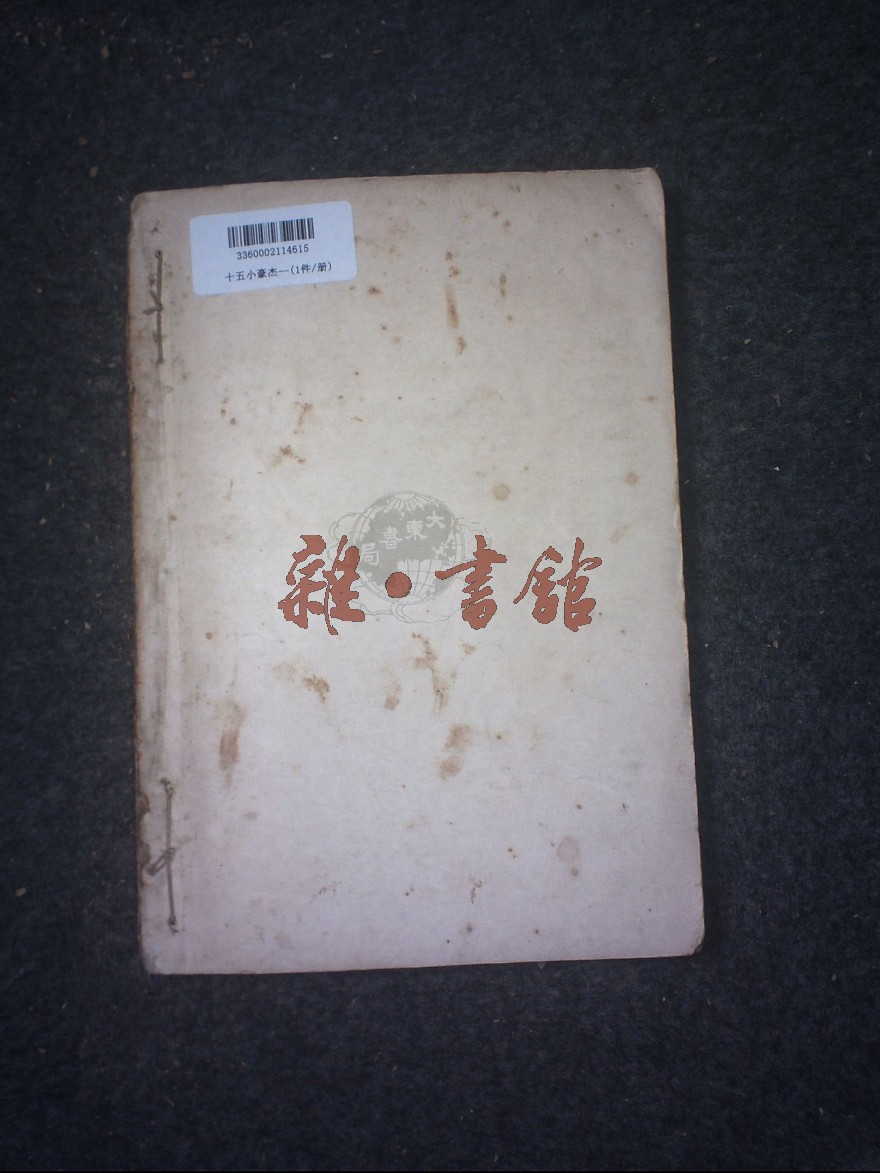 3360002114615
十五小豪杰一(1件/册)
大東書局
雜·書館